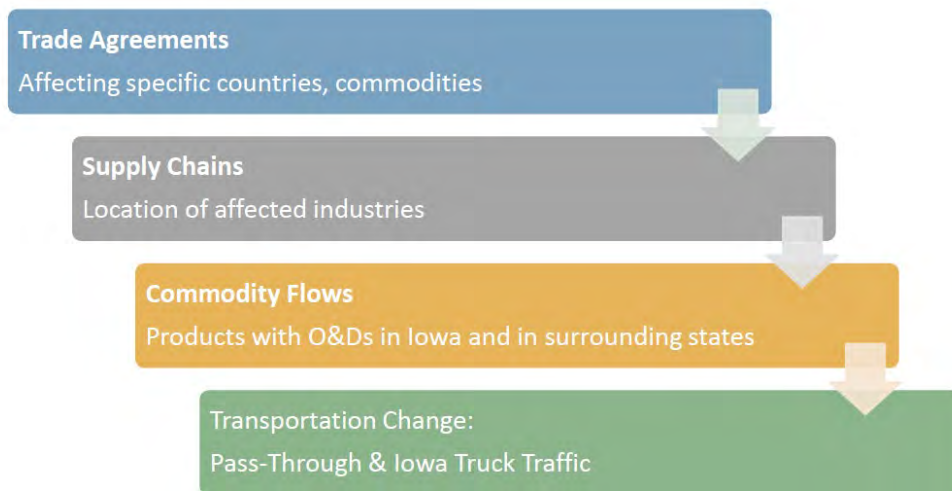 Trade Agreements
Affecting specific countries, commodities
Supply Chains
Location of affected industries
Commodity Flows
Products with O&Ds in Iowa and in surrounding states
Transportation Change:
Pass-Through & Iowa Truck Traffic